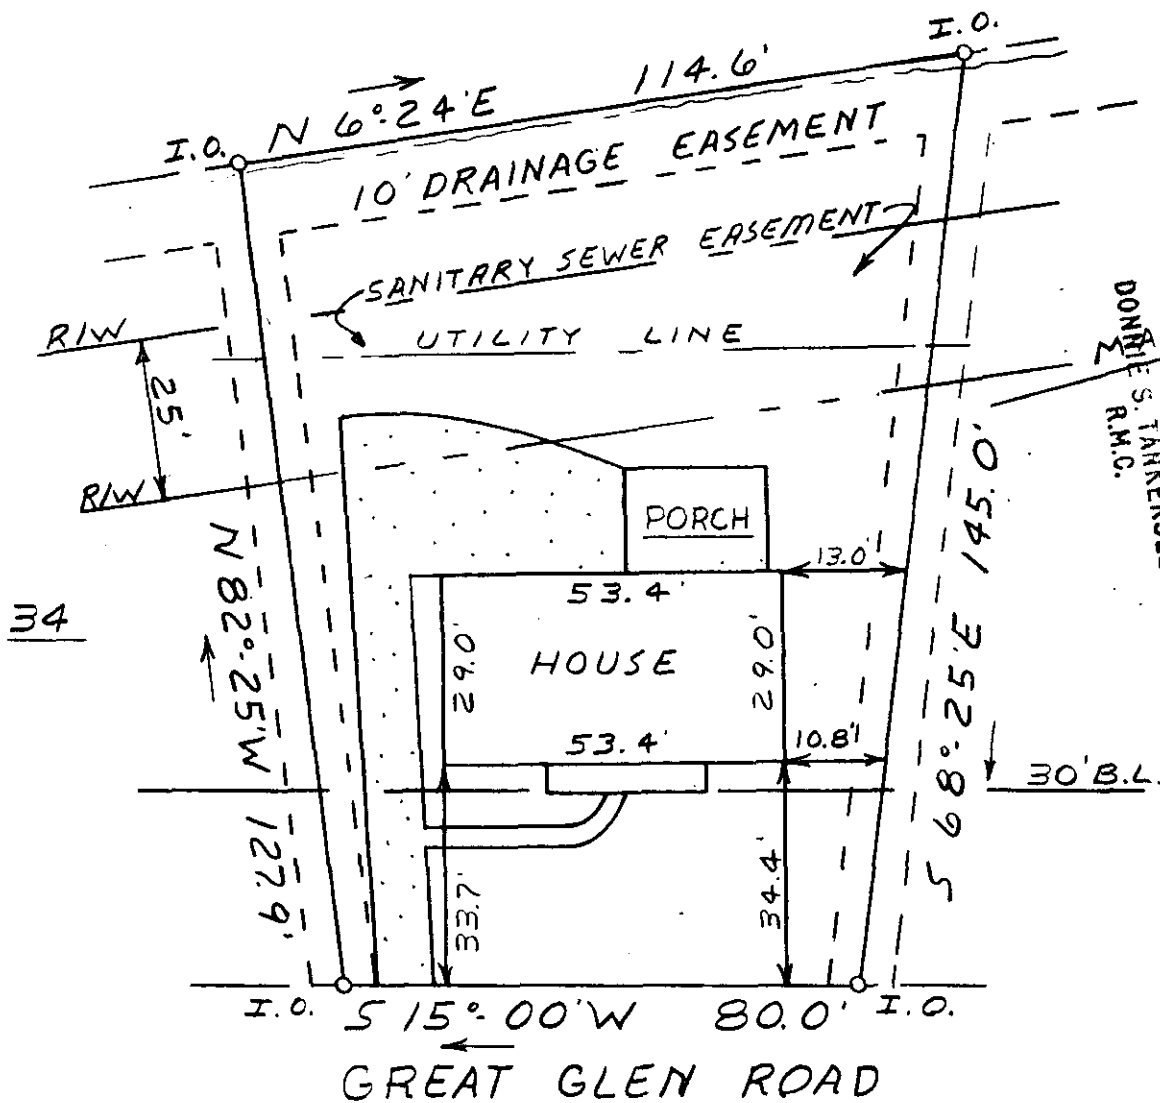 I.O.
N 6°-24'E 114.6'
I.O.
10' DRAINAGE EASEMENT
SANITARY SEWER EASEMENT
R/W
UTILITY LINE
25'
R/W
DONNIE S.
R.M.C.
N 82°-25'W 127.9'
S 68°-25'E 145.0'
PORCH
13.0'
53.4'
34
29.0'
HOUSE
29.0'
53.4'
10.8'
30' B.L.
33.7'
34.4'
I.O.
S 15°-00'W 80.0'
I.O.
GREAT GLEN ROAD